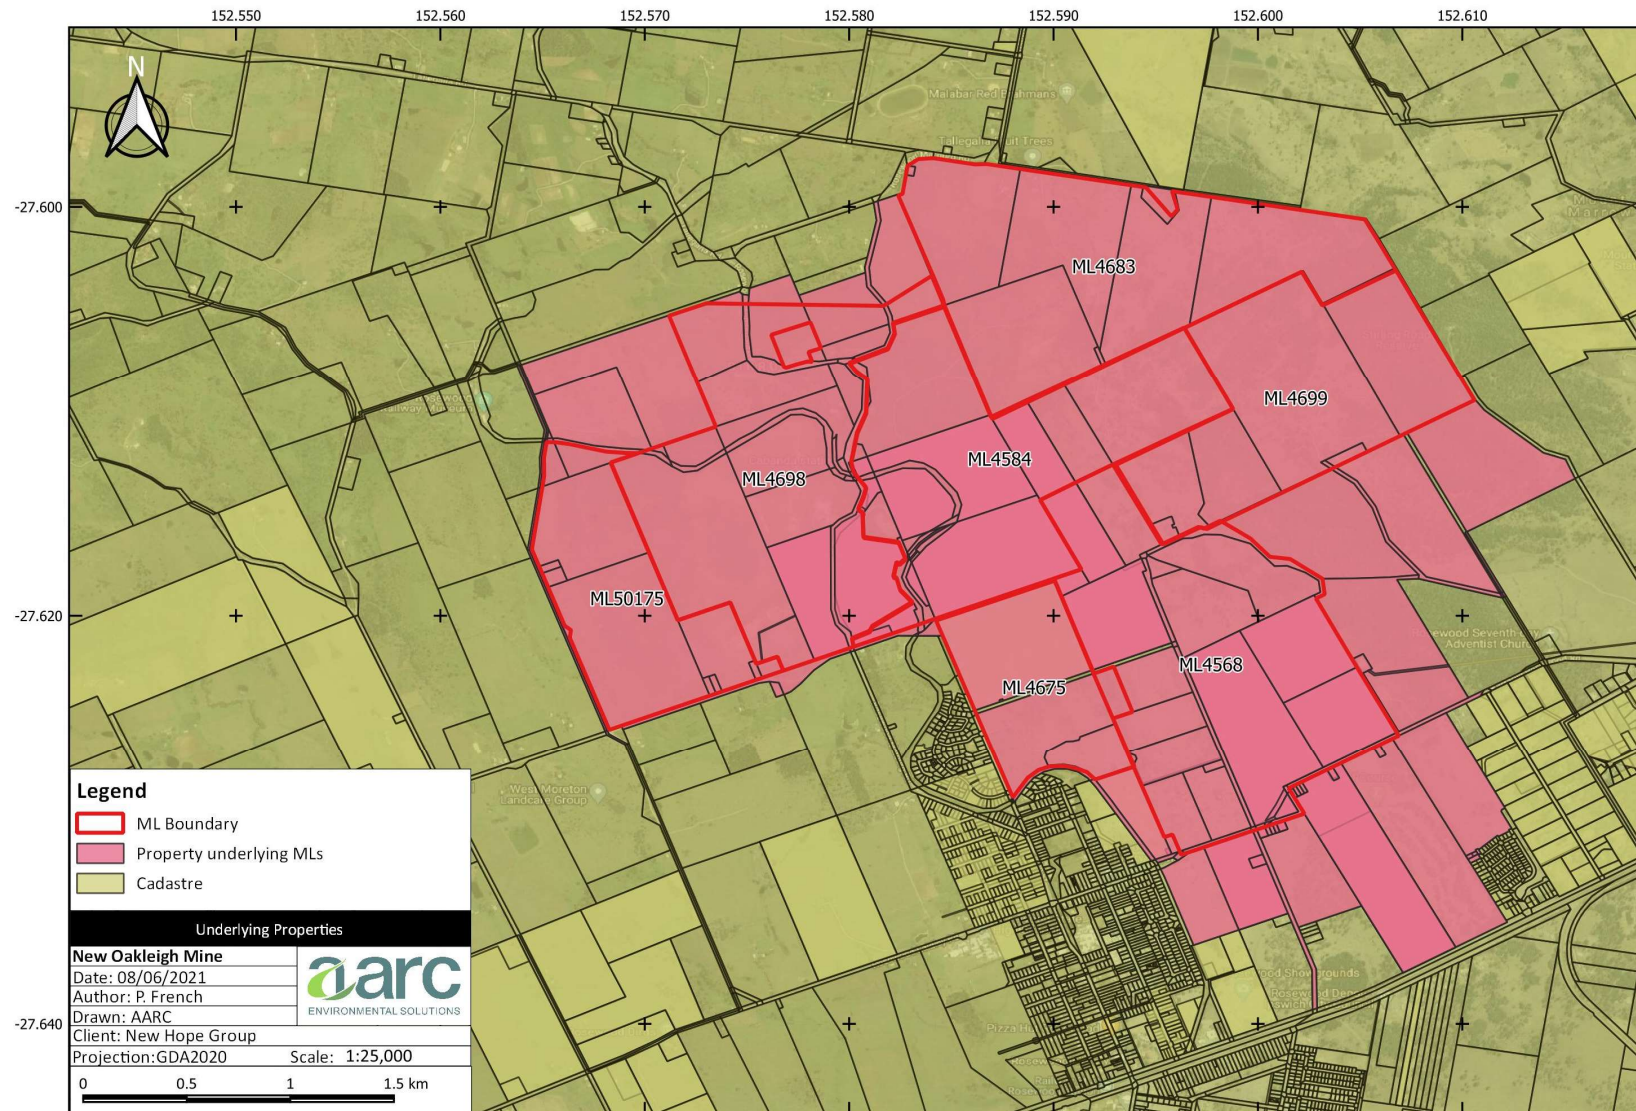 152.550 152.560 152.570 152.580 152.590 152.600 152.610
N
Malabar Red Brahmans
-27.600
ML4683
ML4699
ML4584
ML4698
ML50175
-27.620
Adventist Church
ML4568
ML4675
West Moreton
Landcare Group
Legend
ML Boundary
Property underlying MLs
Cadastre
Underlying Properties
New Oakleigh Mine
Date: 08/06/2021
Author: P. French
Drawn: AARC
Client: New Hope Group
Projection:GDA2020 Scale: 1:25,000
0 0.5 1 1.5 km
aarc
ENVIRONMENTAL SOLUTIONS
-27.640